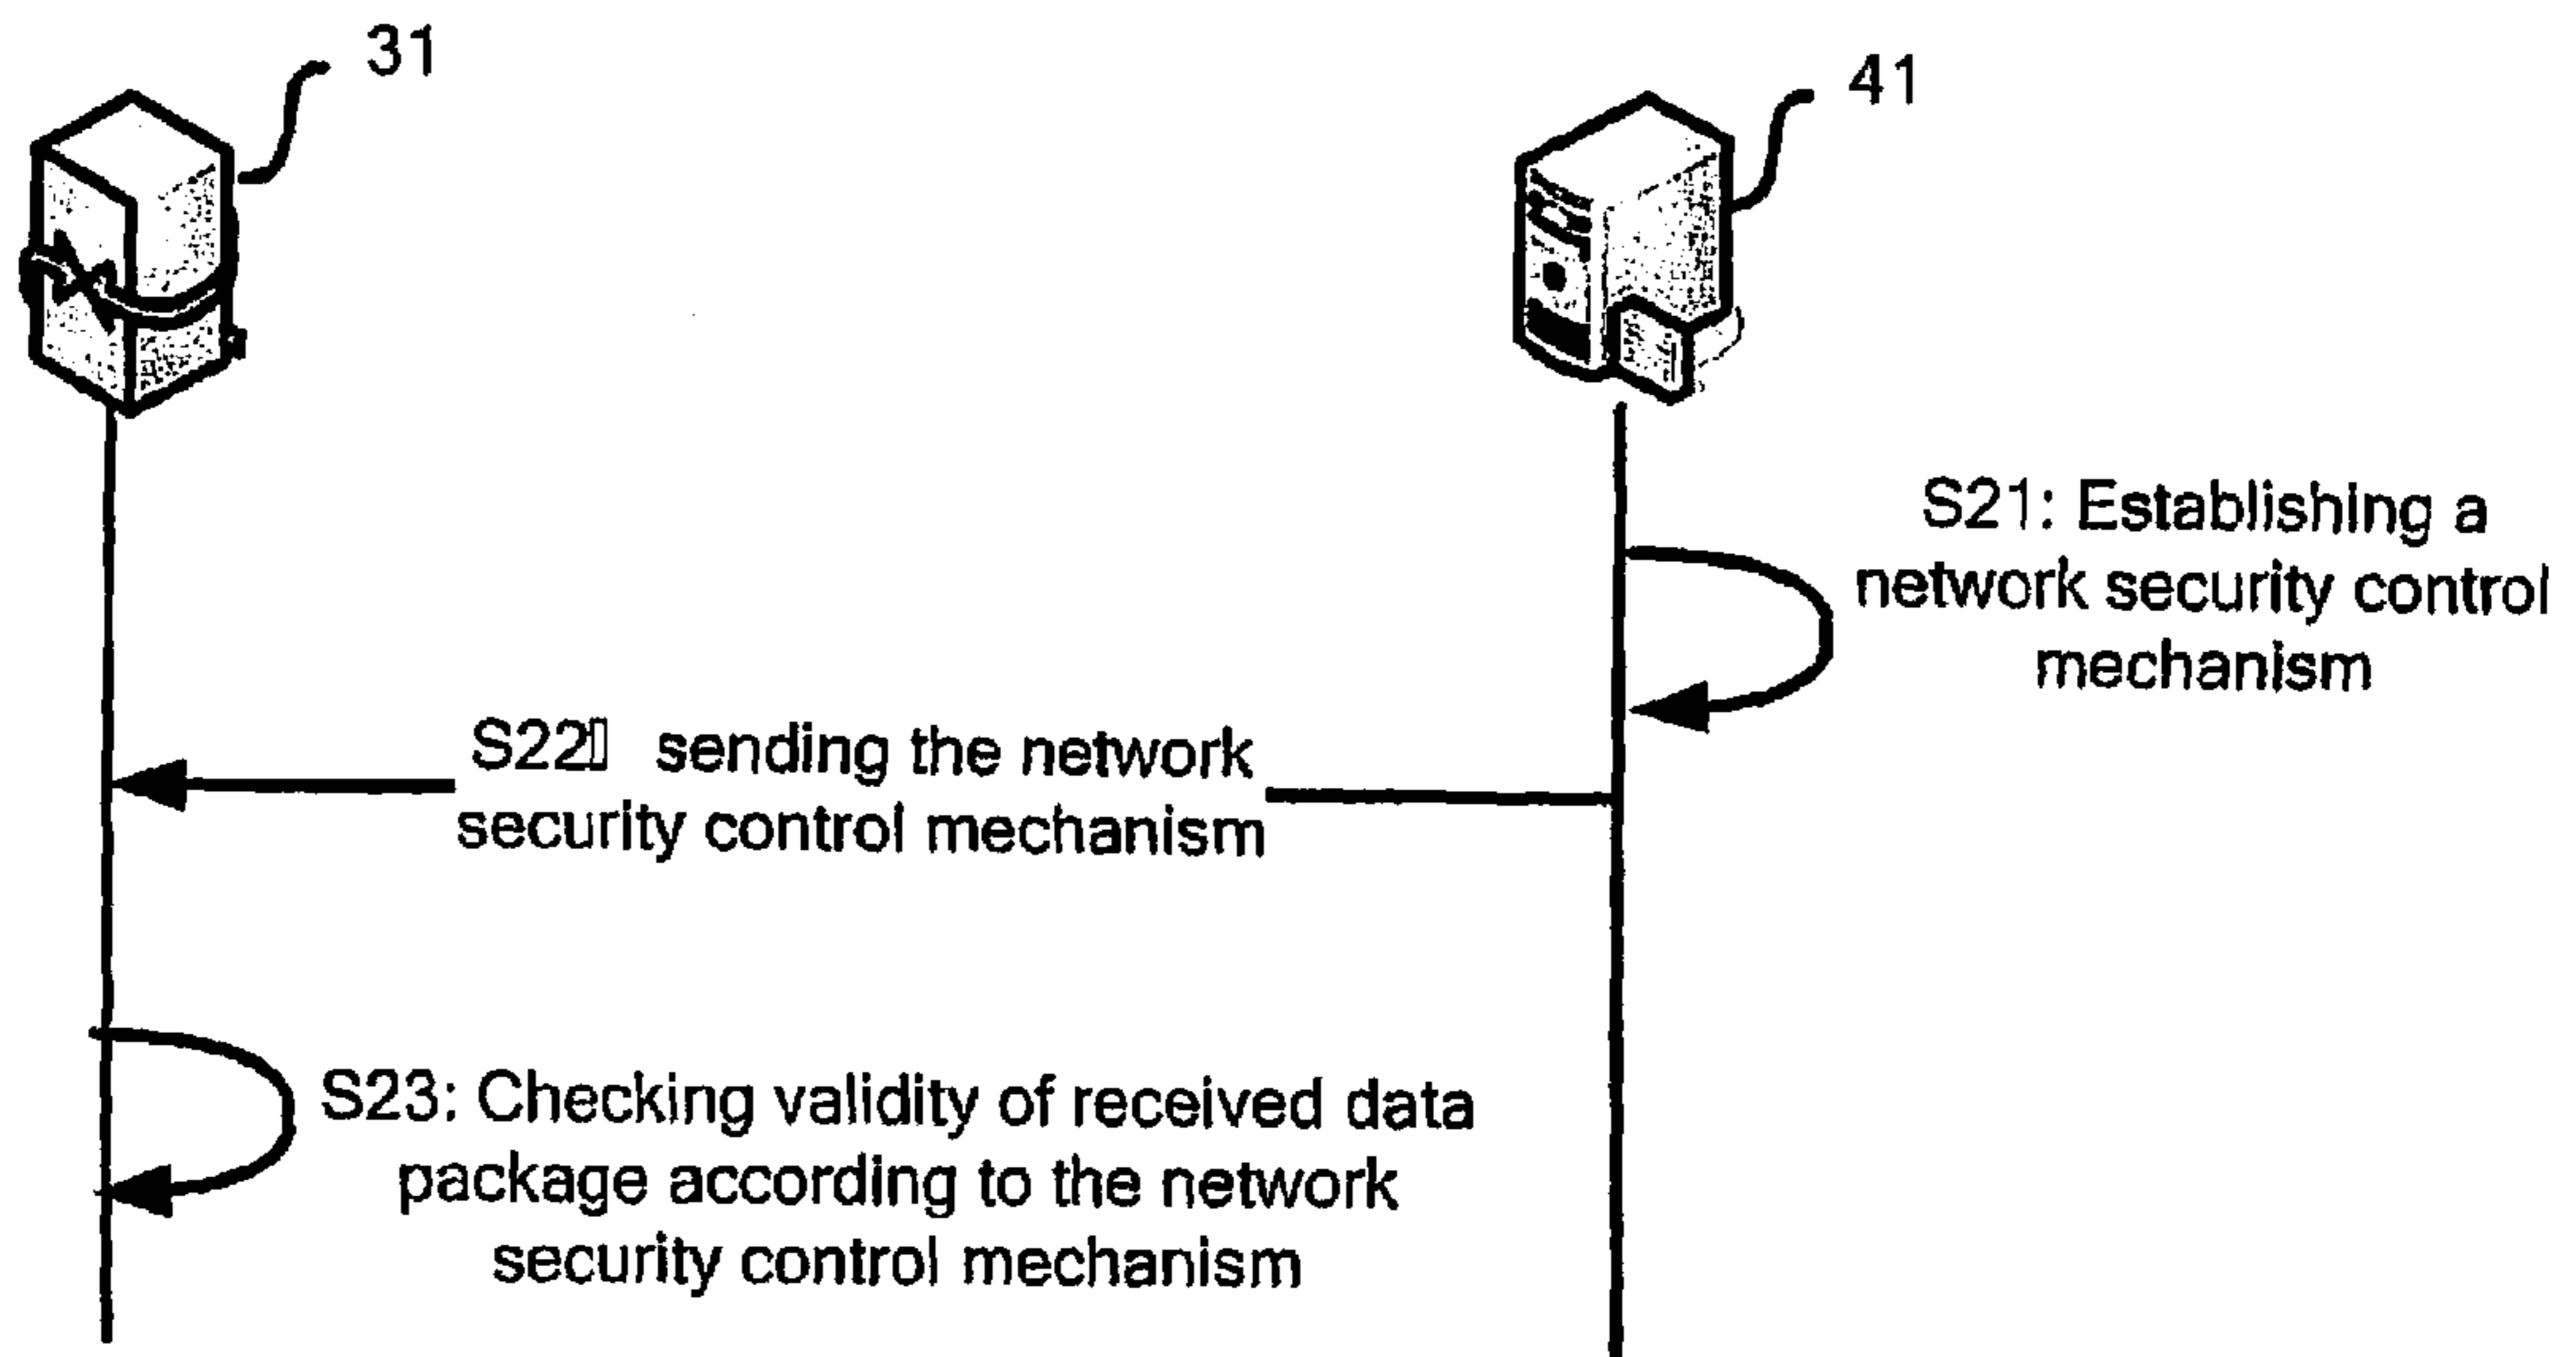 31
41
S21: Establishing a
network security control
mechanism
S22▯ sending the network
security control mechanism
S23: Checking validity of received data
package according to the network
security control mechanism